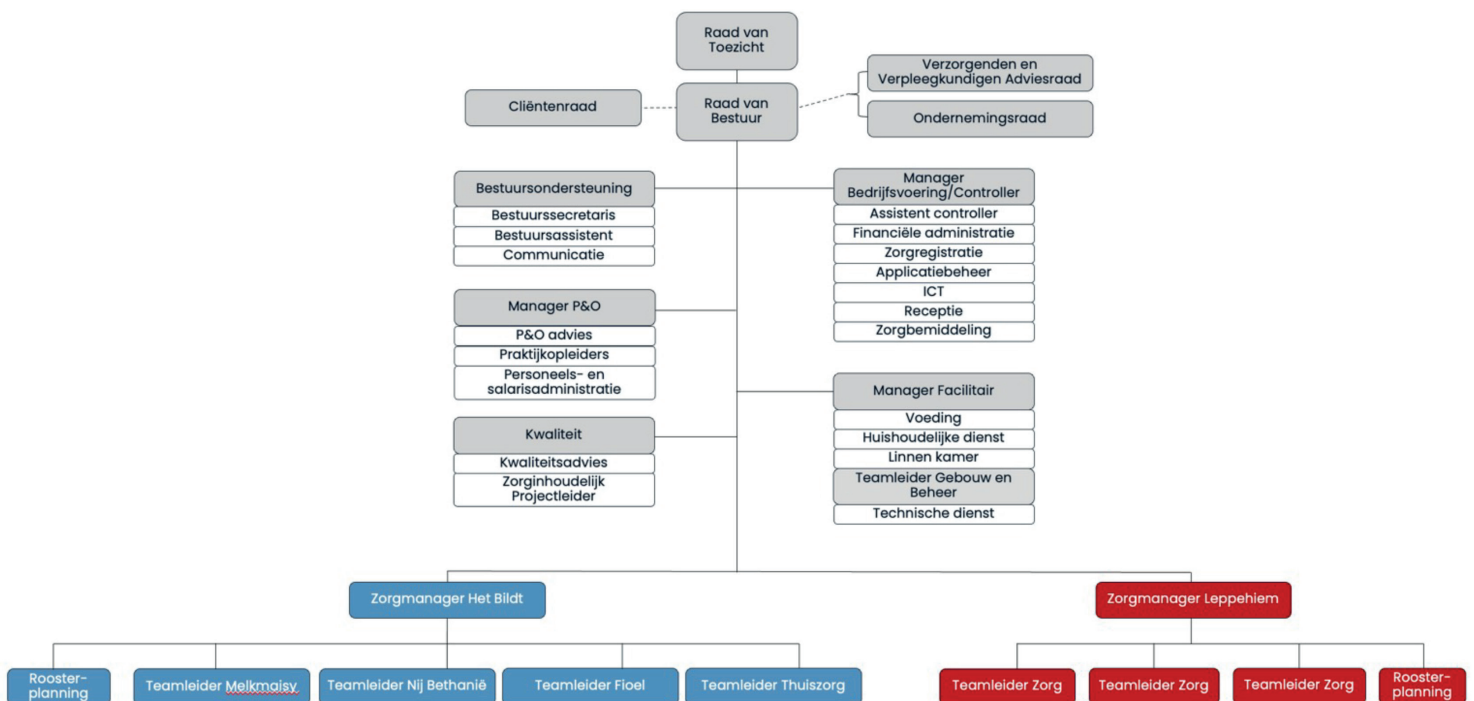 Raad van
Toezicht
Raad van
Bestuur
Cliëntenraad
Verzorgenden en
Verpleegkundigen Adviesraad
Ondernemingsraad
Bestuursondersteuning
Bestuurssecretaris
Bestuursassistent
Communicatie
Manager P&O
P&O advies
Praktijkopleiders
Personeels- en
salarisadministratie
Kwaliteit
Kwaliteitsadvies
Zorginhoudelijk
Projectleider
Manager
Bedrijfsvoering/Controller
Assistent controller
Financiële administratie
Zorgregistratie
Applicatiebeheer
ICT
Receptie
Zorgbemiddeling
Manager Facilitair
Voeding
Huishoudelijke dienst
Linnen kamer
Teamleider Gebouw en
Beheer
Technische dienst
Zorgmanager Het Bildt
Zorgmanager Leppehiem
Rooster-
planning
Teamleider Melkmaisy
Teamleider Nij Bethanië
Teamleider Fioel
Teamleider Thuiszorg
Teamleider Zorg
Teamleider Zorg
Teamleider Zorg
Rooster-
planning